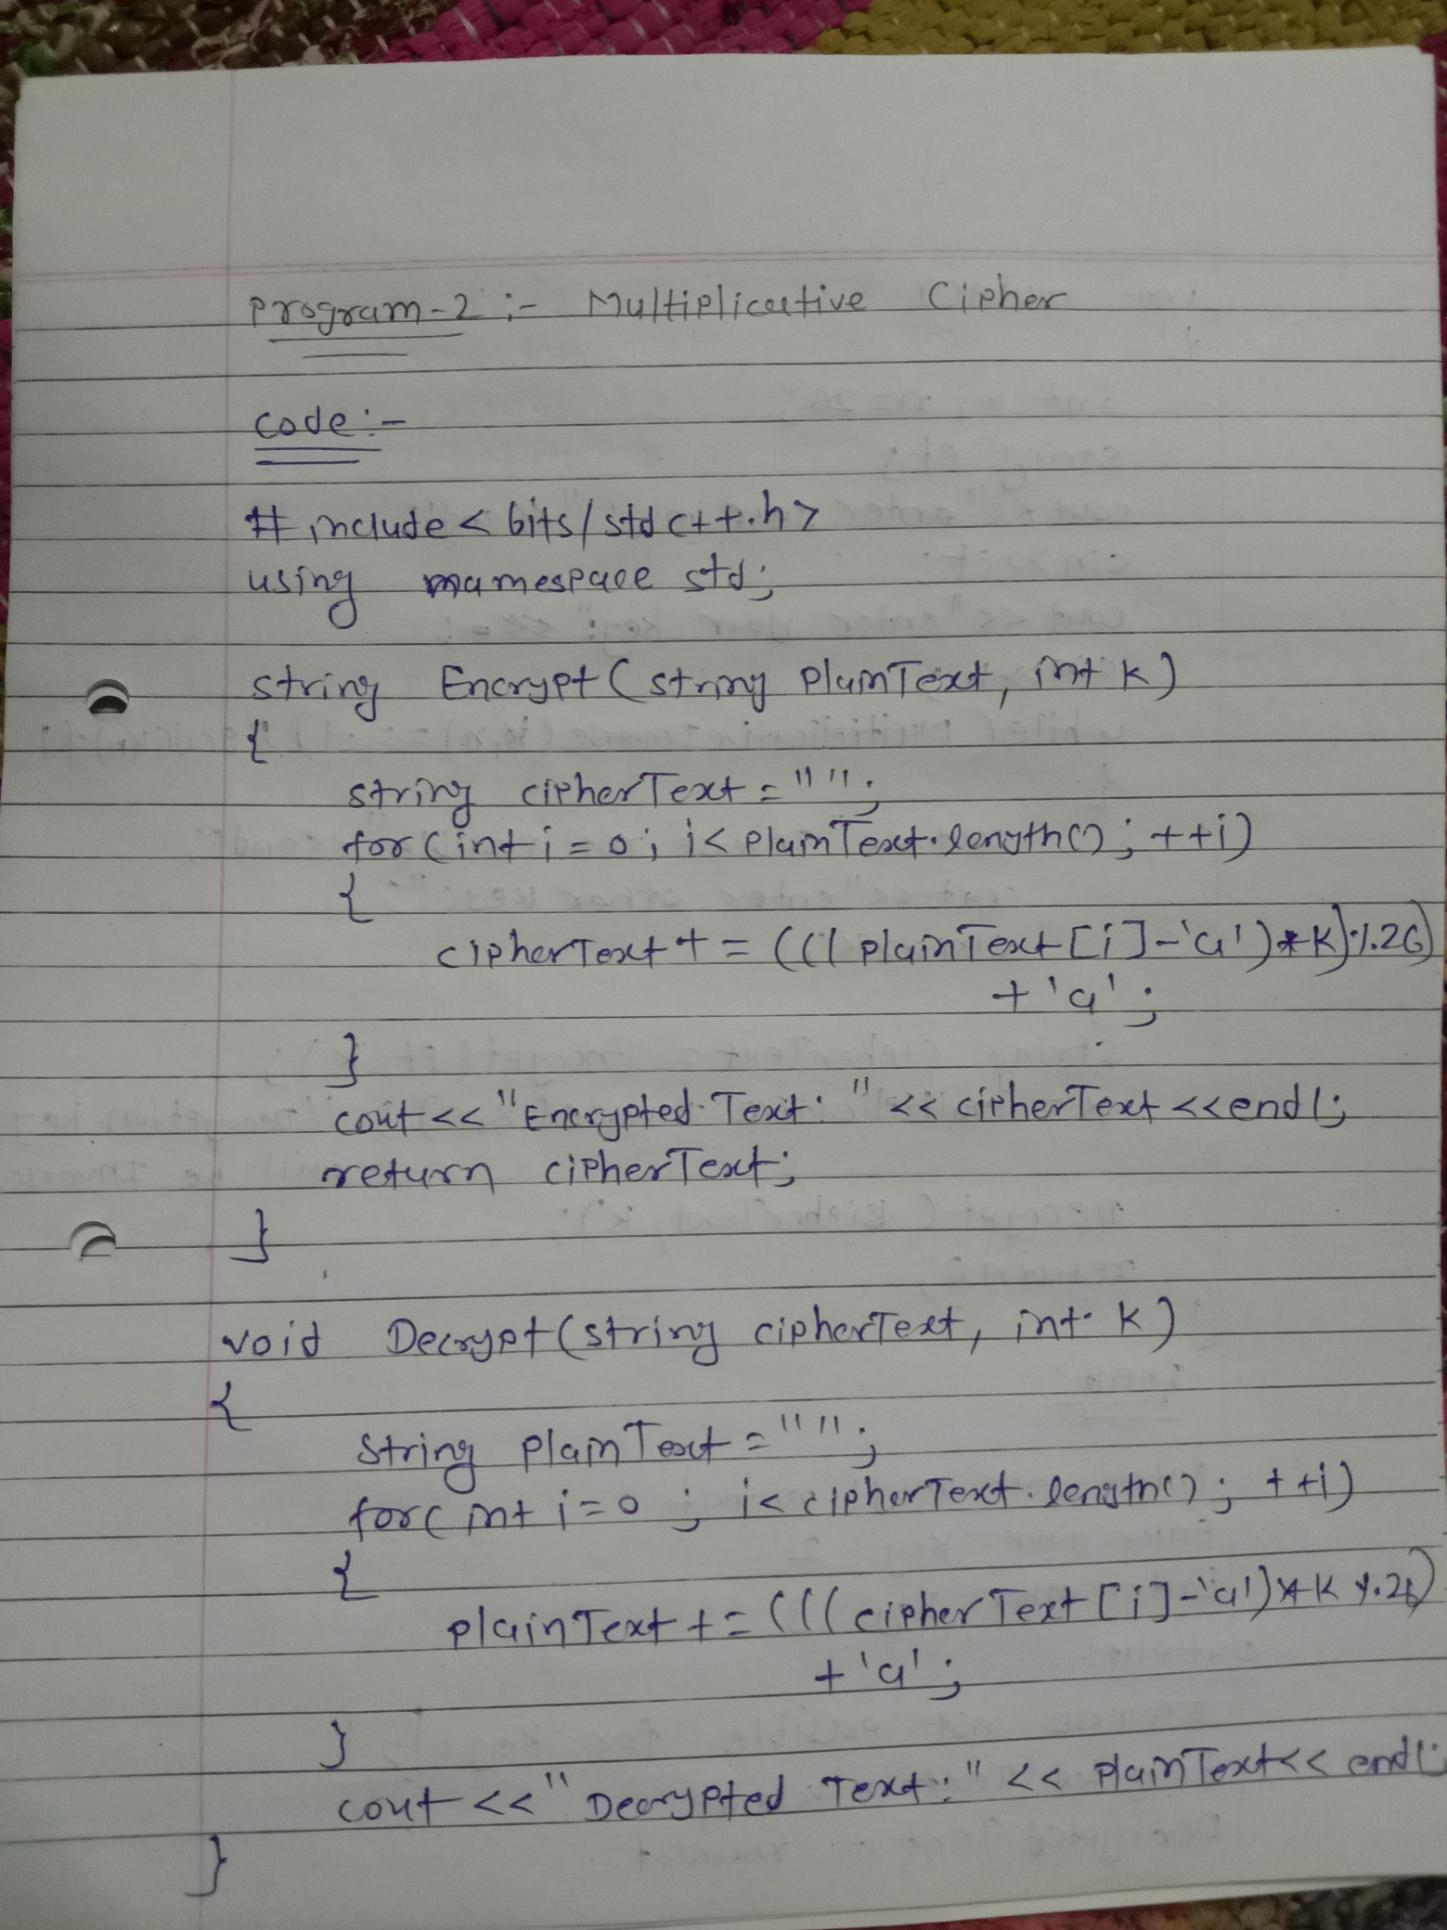 Program-2 :- Multiplicative Cipher
code:-
# include < bits/stdc++.h>
using namespace std;
string Encrypt ( string PlainText, int k )
{
string cipherText = "";
for ( int i = 0 ; i < PlainText.length() ; ++i )
{
cipherText += (((plainText [i]-'a')*k)%26)
+'a';
}
cout << "Encrypted Text: " << cipherText << endl;
return cipherText;
}
void Decrypt (string cipherText, int k )
{
string plainText = "";
for ( int i = 0 ; i < cipherText.length() ; ++i )
{
plainText += (((cipherText [i]-'a')*k %26)
+'a';
}
cout << "Decrypted Text: " << plainText << endl;
}